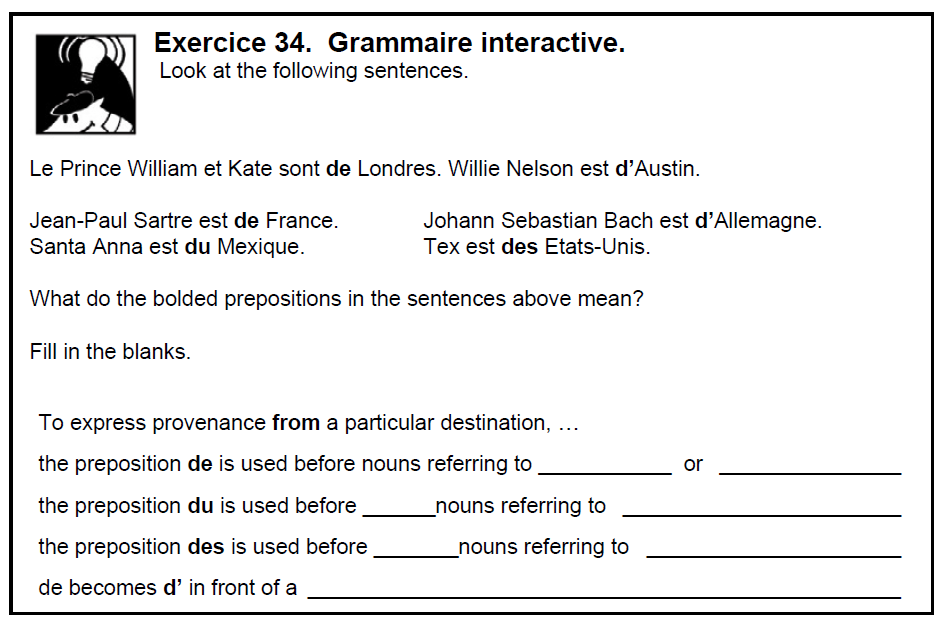 Exercice 34. Grammaire interactive.
Look at the following sentences.
Le Prince William et Kate sont de Londres. Willie Nelson est d’Austin.
Jean-Paul Sartre est de France. Johann Sebastian Bach est d’Allemagne.
Santa Anna est du Mexique. Tex est des Etats-Unis.
What do the bolded prepositions in the sentences above mean?
Fill in the blanks.
To express provenance from a particular destination, …
the preposition de is used before nouns referring to ___________ or _______________
the preposition du is used before ______nouns referring to _______________________
the preposition des is used before _______nouns referring to _____________________
de becomes d’ in front of a _________________________________________________